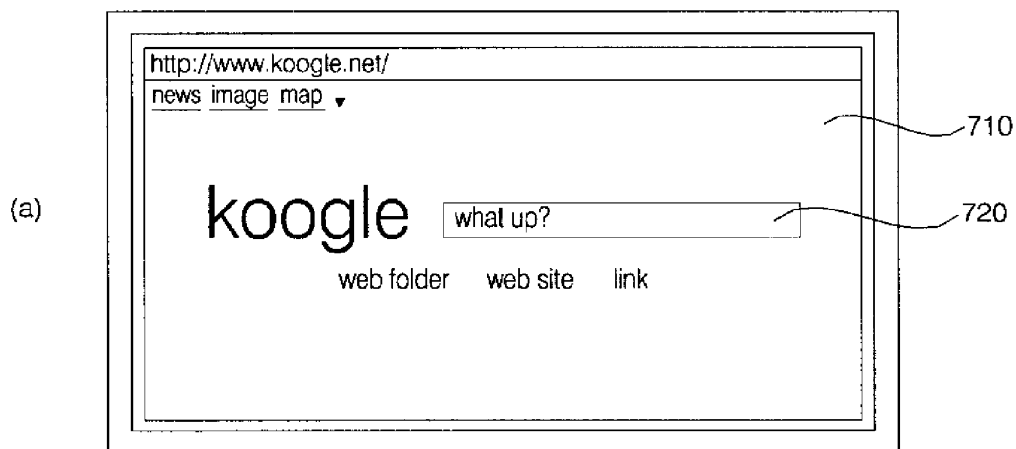 http://www.koogle.net/
news image map
710
(a)
koogle what up?
720
web folder web site link